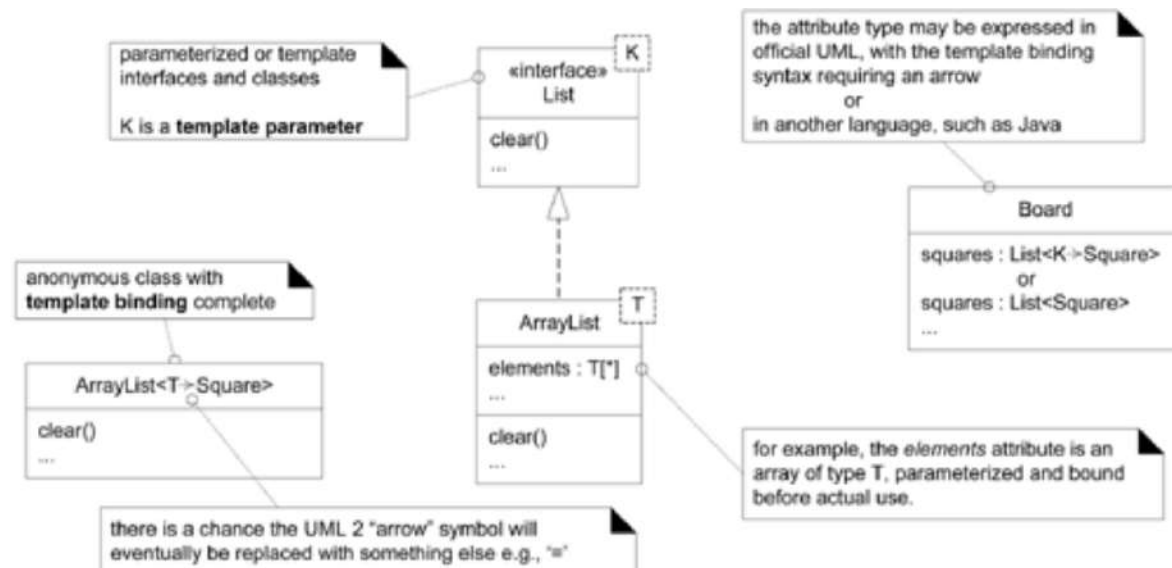 parameterized or template
interfaces and classes
K is a template parameter
K
«interface»
List
clear()
...
the attribute type may be expressed in
official UML, with the template binding
syntax requiring an arrow
or
in another language, such as Java
Board
squares : List<K->Square>
or
squares : List<Square>
...
anonymous class with
template binding complete
ArrayList<T->Square>
clear()
...
T
ArrayList
elements : T[*]
...
clear()
...
for example, the elements attribute is an
array of type T, parameterized and bound
before actual use.
there is a chance the UML 2 "arrow" symbol will
eventually be replaced with something else e.g., '='